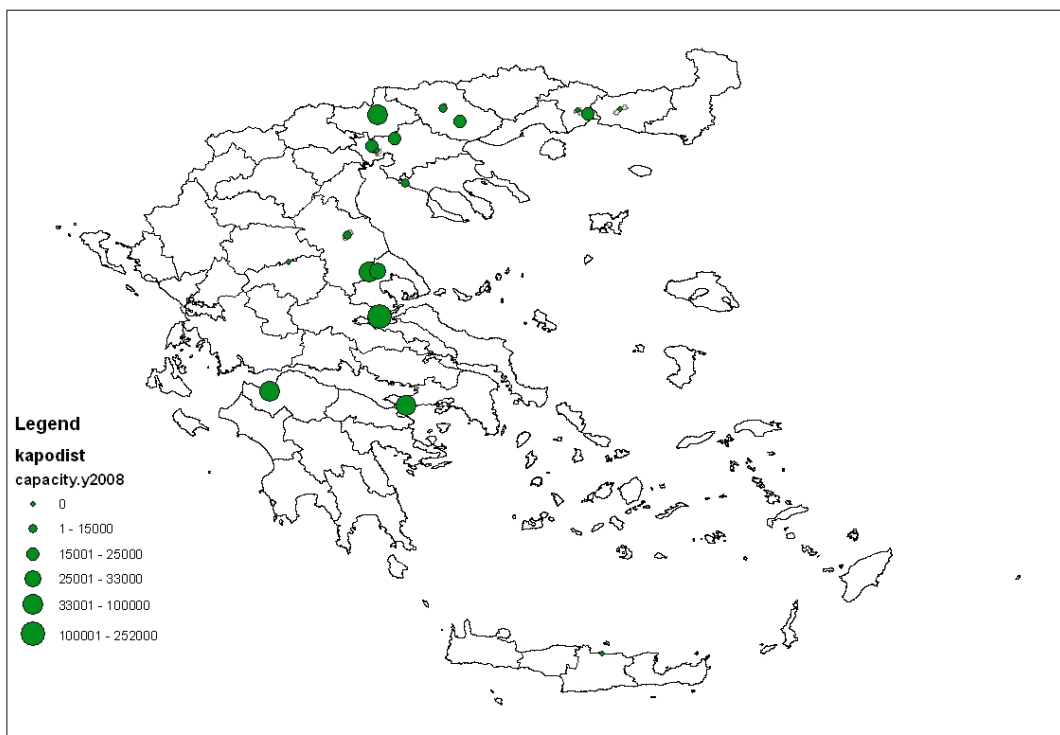 Legend
kapodist
capacity.y2008
0
1 - 15000
15001 - 25000
25001 - 33000
33001 - 100000
100001 - 252000